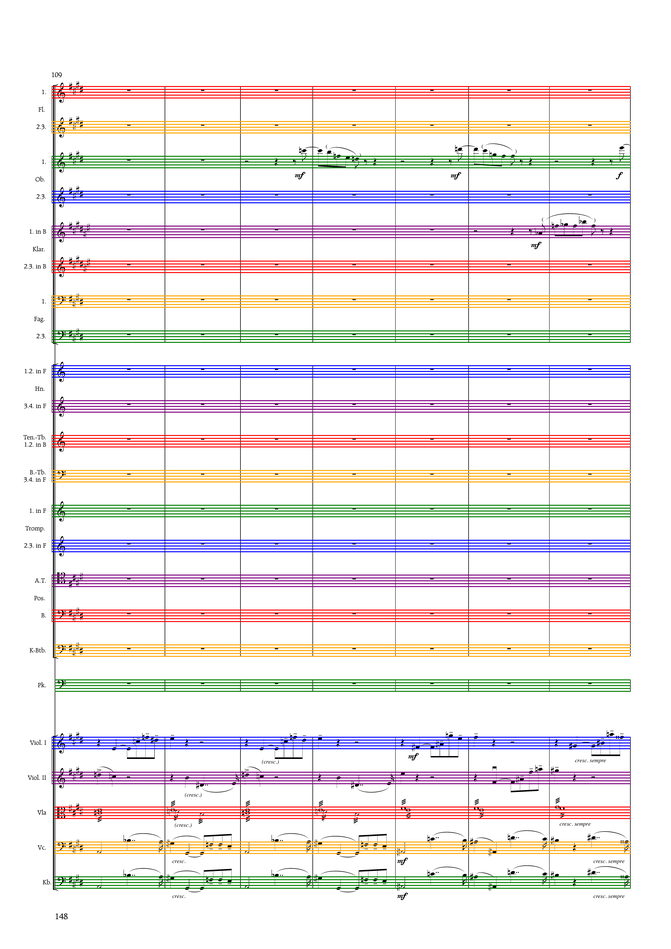 109
1.
Fl.
2.3.
1.
mf
mf
f
Ob.
2.3.
1. in B
mf
Klar.
2.3. in B
1.
Fag.
2.3.
1.2. in F
Hn.
3.4. in F
Ten.-Tb.
1.2. in B
B.-Tb.
3.4. in F
1. in F
Tromp.
2.3. in F
A.T.
Pos.
B.
K-Btb.
Pk.
Viol. I
(cresc.)
mf
cresc. sempre
Viol. II
(cresc.)
(cresc.)
Vla
(cresc.)
cresc. sempre
Vc.
cresc.
mf
cresc. sempre
Kb.
cresc.
mf
cresc. sempre
148